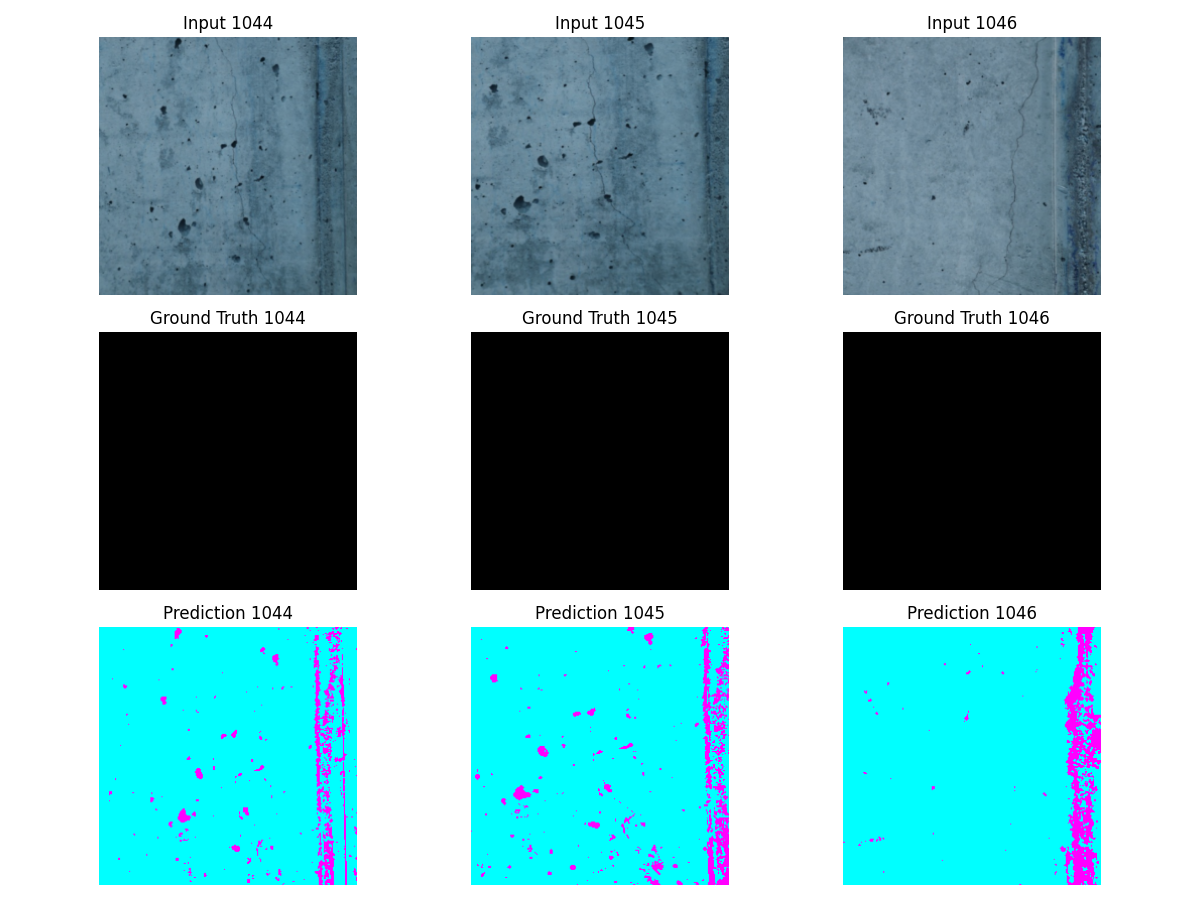 Input 1044
Input 1045
Input 1046
Ground Truth 1044
Ground Truth 1045
Ground Truth 1046
Prediction 1044
Prediction 1045
Prediction 1046